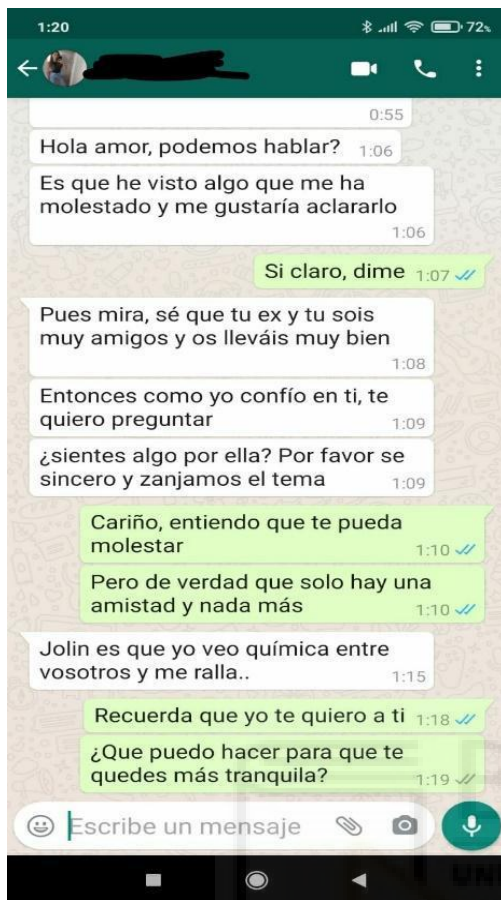 1:20
72%
0:55
Hola amor, podemos hablar? 1:06
Es que he visto algo que me ha
molestado y me gustaría aclararlo
1:06
Si claro, dime 1:07
Pues mira, sé que tu ex y tu sois
muy amigos y os lleváis muy bien
1:08
Entonces como yo confío en ti, te
quiero preguntar 1:09
¿sientes algo por ella? Por favor se
sincero y zanjamos el tema 1:09
Cariño, entiendo que te pueda
molestar 1:10
Pero de verdad que solo hay una
amistad y nada más 1:10
Jolin es que yo veo química entre
vosotros y me ralla.. 1:15
Recuerda que yo te quiero a ti 1:18
¿Que puedo hacer para que te
quedes más tranquila? 1:19
Escribe un mensaje